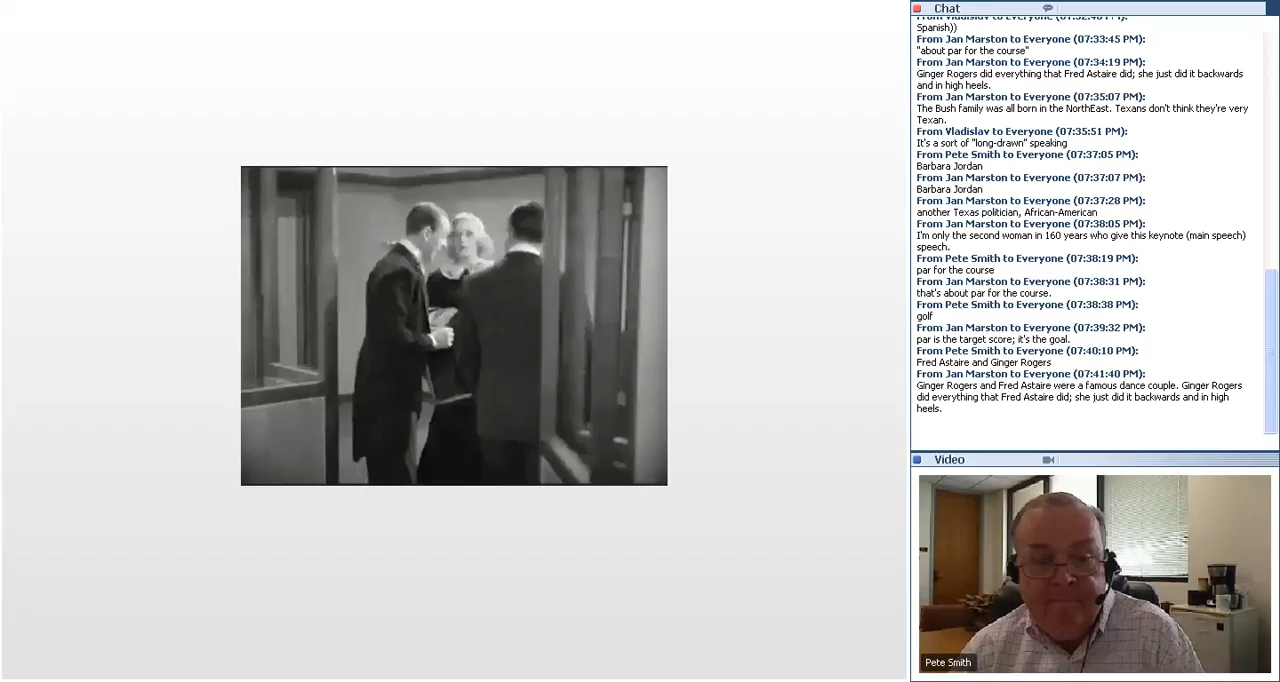 Chat
From Vladislav to Everyone (07:32:40 PM):
Spanish))
From Jan Marston to Everyone (07:33:45 PM):
"about par for the course"
From Jan Marston to Everyone (07:34:19 PM):
Ginger Rogers did everything that Fred Astaire did; she just did it backwards
and in high heels.
From Jan Marston to Everyone (07:35:07 PM):
The Bush family was all born in the NorthEast. Texans don't think they're very
Texan.
From Vladislav to Everyone (07:35:51 PM):
It's a sort of "long-drawn" speaking
From Pete Smith to Everyone (07:37:05 PM):
Barbara Jordan
From Jan Marston to Everyone (07:37:07 PM):
Barbara Jordan
From Jan Marston to Everyone (07:37:28 PM):
another Texas politician, African-American
From Jan Marston to Everyone (07:38:05 PM):
I'm only the second woman in 160 years who give this keynote (main speech)
speech.
From Pete Smith to Everyone (07:38:19 PM):
par for the course
From Jan Marston to Everyone (07:38:31 PM):
that's about par for the course.
From Pete Smith to Everyone (07:38:38 PM):
golf
From Jan Marston to Everyone (07:39:32 PM):
par is the target score; it's the goal.
From Pete Smith to Everyone (07:40:10 PM):
Fred Astaire and Ginger Rogers
From Jan Marston to Everyone (07:41:40 PM):
Ginger Rogers and Fred Astaire were a famous dance couple. Ginger Rogers
did everything that Fred Astaire did; she just did it backwards and in high
heels.
Video
Pete Smith